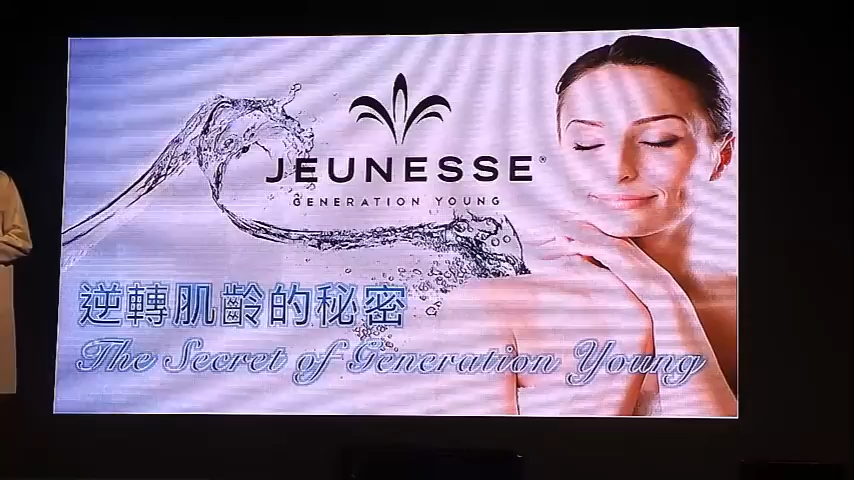 JEUNESSE®
GENERATION YOUNG
逆轉肌齡的秘密
The Secret of Generation Young